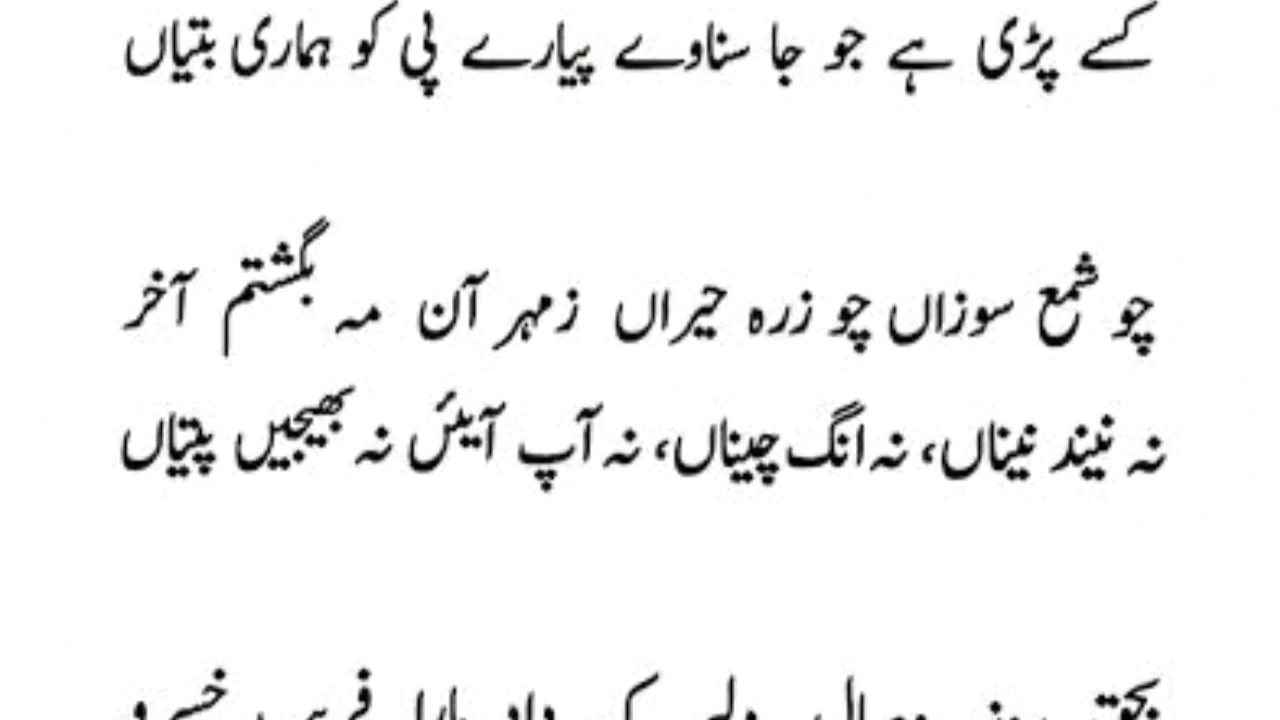 کسے پڑی ہے جو جا سناوے پیارے پی کو ہماری بتیاں
چو شمع سوزاں چو زرہ حیراں زمہر آن مہ بگشتم آخر
نہ نیند نیناں، نہ انگ چیناں، نہ آپ آیئں نہ بھیجیں پتیاں